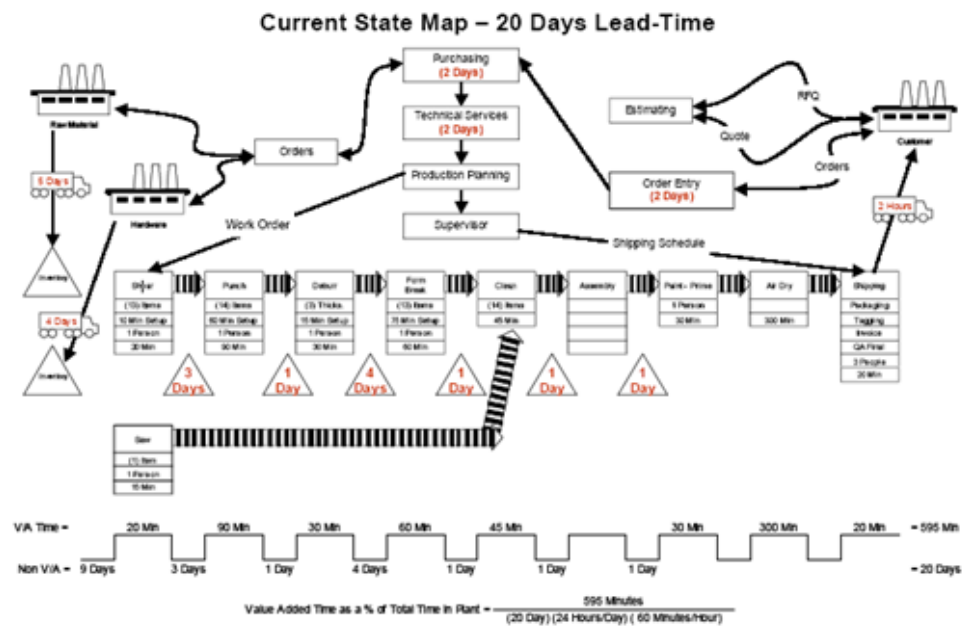 Current State Map – 20 Days Lead-Time
Purchasing
(2 Days)
Technical Services
(2 Days)
Production Planning
Supervisor
Orders
Raw Material
Hardware
5 Days
4 Days
Inventory
Inventory
Work Order
Estimating
RFQ
Quote
Orders
Customer
Order Entry
(2 Days)
2 Hours
Shipping Schedule
Shear
(13) Items
10 Min Setup
1 Person
20 Min
Punch
(14) Items
60 Min Setup
1 Person
90 Min
Deburr
(3) Thicks.
15 Min Setup
1 Person
30 Min
Form
Break
(13) Items
75 Min Setup
1 Person
60 Min
Clean
(14) Items
45 Min
Assembly
Paint - Prime
30 Min
Air Dry
300 Min
Shipping
Packaging
Tagging
Invoice
QA Final
3 People
20 Min
3
Days
1
Day
4
Days
1
Day
1
Day
1
Day
Saw
(1) Item
1 Person
15 Min
V/A Time = 20 Min 90 Min 30 Min 60 Min 45 Min 30 Min 300 Min 20 Min = 595 Min
Non V/A = 9 Days 3 Days 1 Day 4 Days 1 Day 1 Day 1 Day = 20 Days
Value Added Time as a % of Total Time in Plant = 595 Minutes
(20 Day) (24 Hours/Day) ( 60 Minutes/Hour)